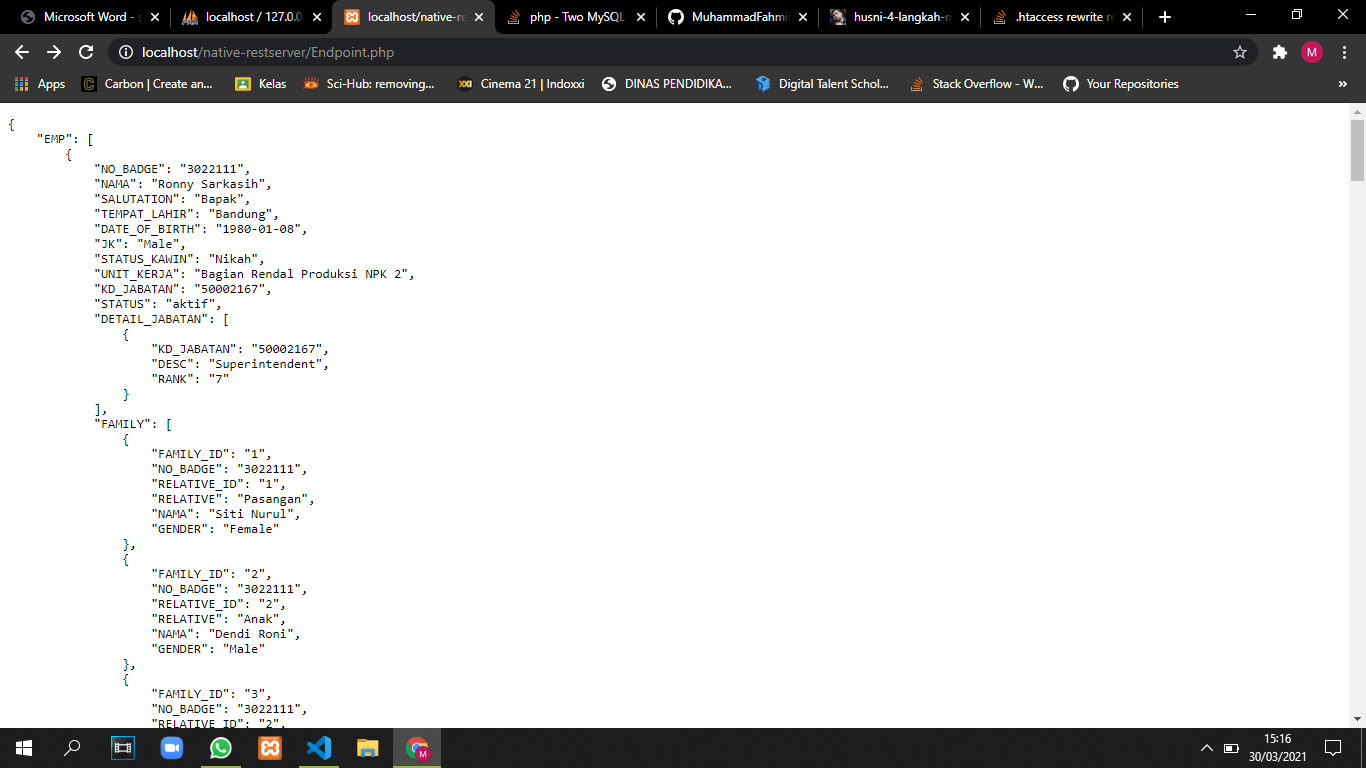 Microsoft Word - s
localhost / 127.0.0
localhost/native-re
php - Two MySQL
MuhammadFahmi
husni-4-langkah-m
.htaccess rewrite re
localhost/native-restserver/Endpoint.php
M
Apps
Carbon | Create an...
Kelas
Sci-Hub: removing...
XXI
Cinema 21 | Indoxxi
DINAS PENDIDIKA...
Digital Talent Schol...
Stack Overflow - W...
Your Repositories
»
{
"EMP": [
{
"NO_BADGE": "3022111",
"NAMA": "Ronny Sarkasih",
"SALUTATION": "Bapak",
"TEMPAT_LAHIR": "Bandung",
"DATE_OF_BIRTH": "1980-01-08",
"JK": "Male",
"STATUS_KAWIN": "Nikah",
"UNIT_KERJA": "Bagian Rendal Produksi NPK 2",
"KD_JABATAN": "50002167",
"STATUS": "aktif",
"DETAIL_JABATAN": [
{
"KD_JABATAN": "50002167",
"DESC": "Superintendent",
"RANK": "7"
}
],
"FAMILY": [
{
"FAMILY_ID": "1",
"NO_BADGE": "3022111",
"RELATIVE_ID": "1",
"RELATIVE": "Pasangan",
"NAMA": "Siti Nurul",
"GENDER": "Female"
},
{
"FAMILY_ID": "2",
"NO_BADGE": "3022111",
"RELATIVE_ID": "2",
"RELATIVE": "Anak",
"NAMA": "Dendi Roni",
"GENDER": "Male"
},
{
"FAMILY_ID": "3",
"NO_BADGE": "3022111",
"RELATIVE_ID": "2",
M
15:16
30/03/2021